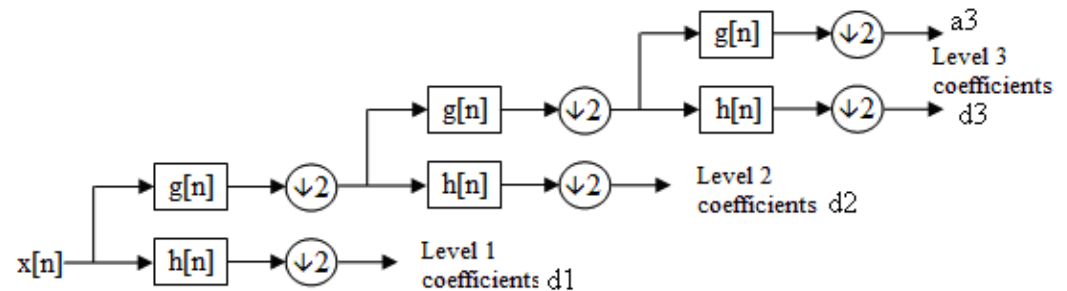 g[n] ↓2 a3
Level 3
coefficients
g[n] ↓2 h[n] ↓2 d3
g[n] ↓2 h[n] ↓2 Level 2
coefficients d2
x[n] h[n] ↓2 Level 1
coefficients d1